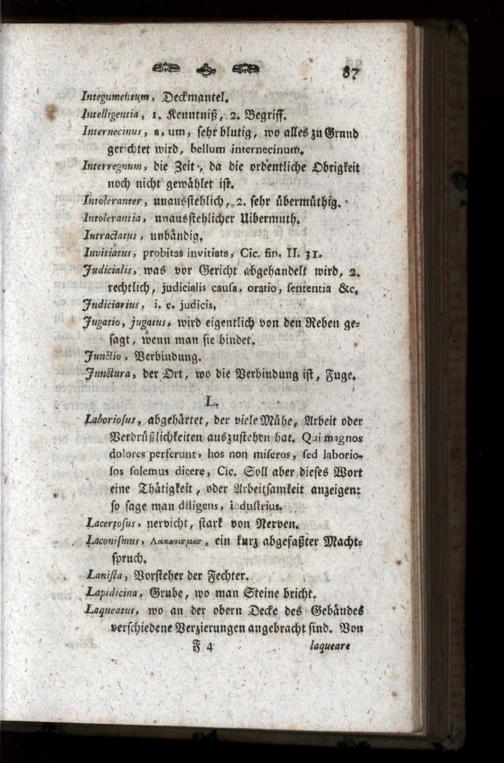 87
Integumentum, Deckmantel.
Intelligentia, 1. Kenntniß, 2. Begriff.
Internecinus, a, um, sehr blutig, wo alles zu Grund
gerichtet wird, bellum internecinum.
Interregnum, die Zeit, da die ordentliche Obrigkeit
noch nicht gewählet ist.
Intoleranter, unausstehlich, 2. sehr übermüthig.
Intolerantia, unausstehlicher Uibermuth.
Intractatus, unbändig.
Invitiatus, probitas invitiata, Cic. fin. II. 31.
Judicialis, was vor Gericht abgehandelt wird, 2.
rechtlich, judicialis causa, oratio, sententia &c.
Judiciarius, i. e. judicis,
Jugatio, jugatus, wird eigentlich von den Reben ge-
sagt, wenn man sie bindet.
Junctio, Verbindung.
Junctura, der Ort, wo die Verbindung ist, Fuge.
L.
Laboriosus, abgehärtet, der viele Mühe, Arbeit oder
Verdrüßlichkeiten auszustehen hat. Qui magnos
dolores perferunt, hos non miseros, sed laborio-
sos solemus dicere, Cic. Soll aber dieses Wort
eine Thätigkeit, oder Arbeitsamkeit anzeigen:
so sage man diligens, industrius.
Lacertosus, nervicht, stark von Nerven.
Laconismus, Λακωνισμοσ, ein kurz abgefaßter Macht-
spruch.
Lanista, Vorsteher der Fechter.
Lapidicina, Grube, wo man Steine bricht.
Laqueatus, wo an der obern Decke des Gebäudes
verschiedene Verzierungen angebracht sind. Von
F 4 laqueare